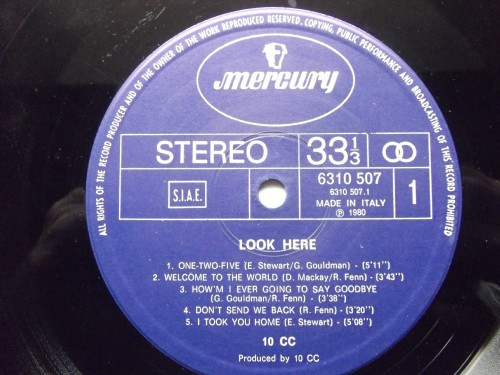 ALL RIGHTS OF THE RECORD PRODUCER AND OF THE OWNER OF THE WORK REPRODUCED RESERVED. COPYING, PUBLIC PERFORMANCE AND BROADCASTING OF THIS RECORD PROHIBITED
mercury
STEREO 33 1/3
S.I.A.E. 6310 507 1
6310 507.1
MADE IN ITALY
℗ 1980
LOOK HERE
1. ONE-TWO-FIVE (E. Stewart/G. Gouldman) - (5'11")
2. WELCOME TO THE WORLD (D. Mackay/R. Fenn) - (3'43")
3. HOW'M I EVER GOING TO SAY GOODBYE
(G. Gouldman/R. Fenn) - (3'38")
4. DON'T SEND WE BACK (R. Fenn) - (3'20")
5. I TOOK YOU HOME (E. Stewart) - (5'08")
10 CC
Produced by 10 CC